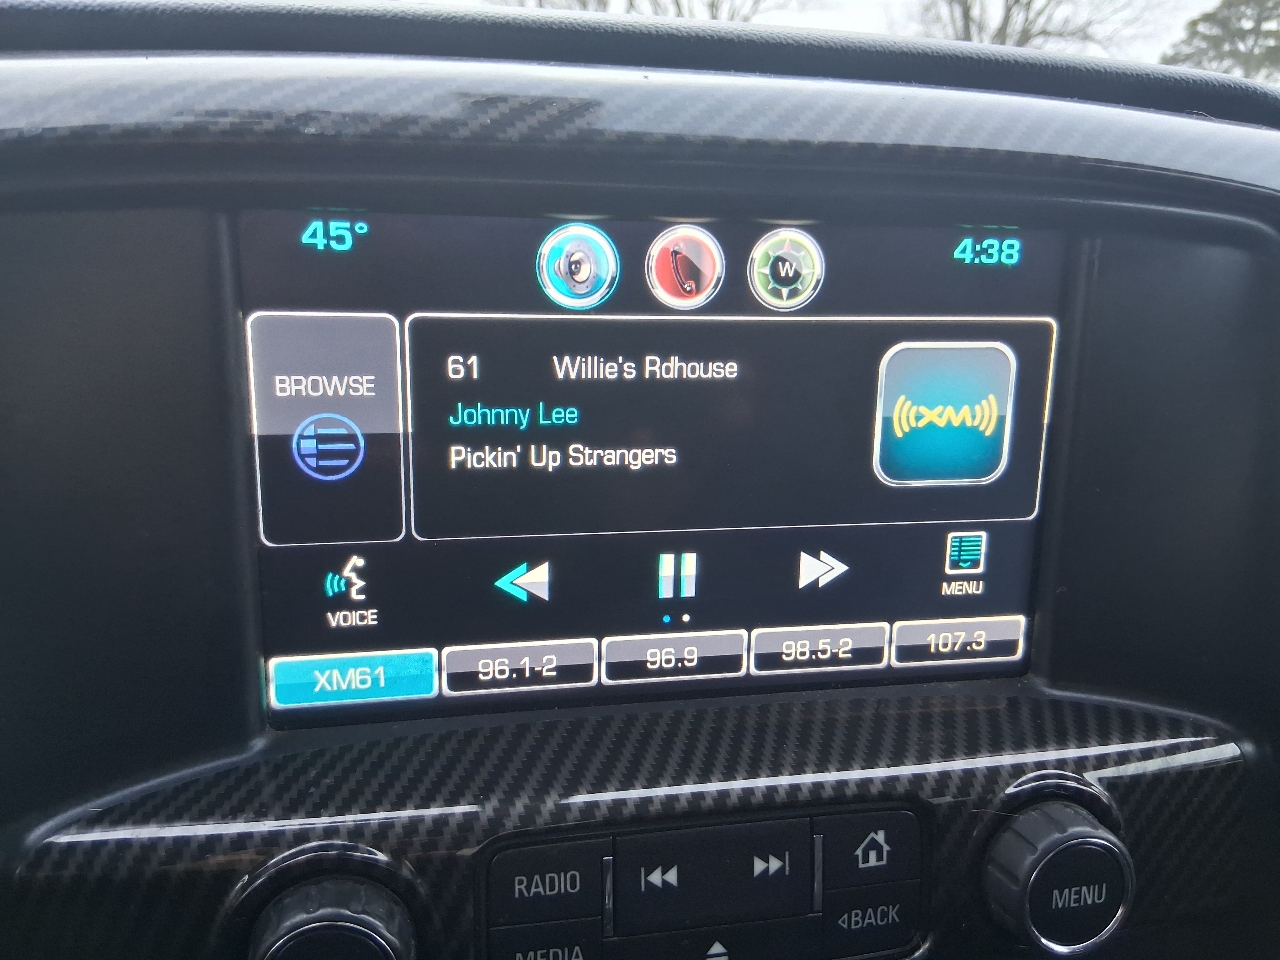 45°
W
4:38
BROWSE
61 Willie's Rdhouse
Johnny Lee
Pickin' Up Strangers
((XM))
VOICE
MENU
XM61
96.1-2
96.9
98.5-2
107.3
RADIO
BACK
MENU
MEDIA